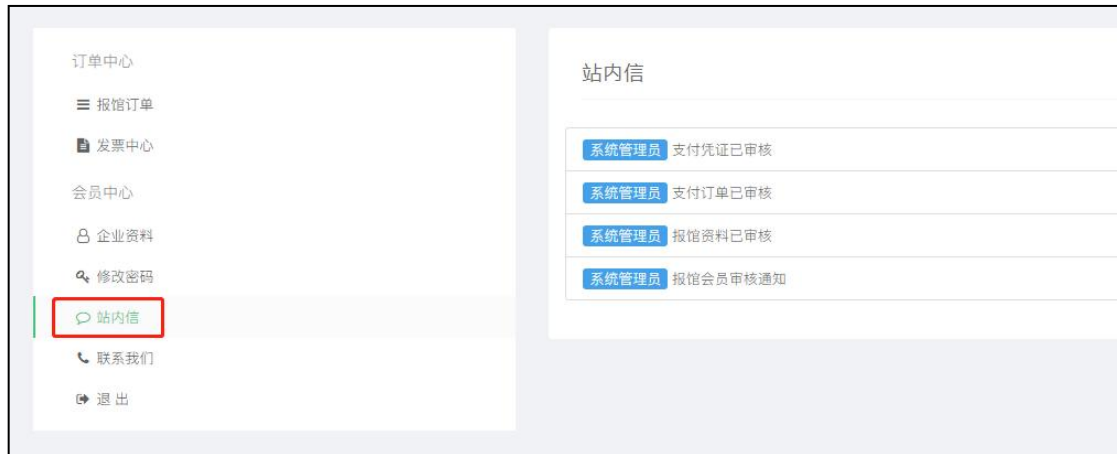 订单中心
报馆订单
发票中心
会员中心
企业资料
修改密码
站内信
联系我们
退 出
站内信
系统管理员 支付凭证已审核
系统管理员 支付订单已审核
系统管理员 报馆资料已审核
系统管理员 报馆会员审核通知